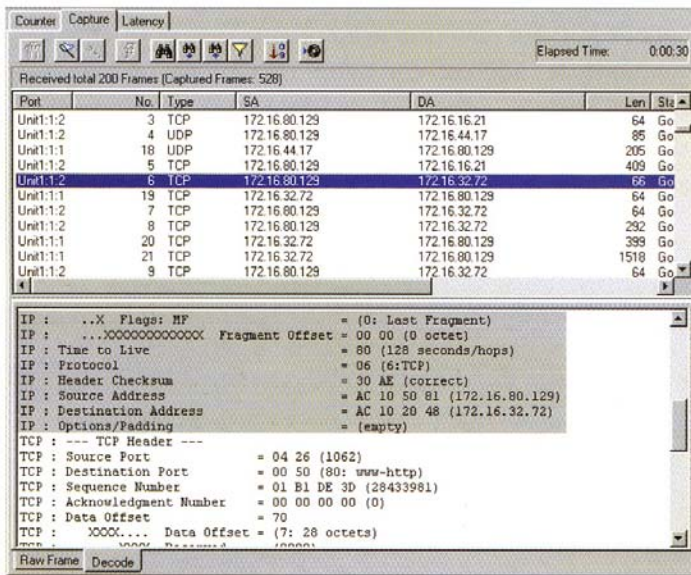 Counter Capture Latency
Elapsed Time: 0:00:30
Received total 200 Frames (Captured Frames: 528)
Port No. Type SA DA Len Sta
Unit1:1:2 3 TCP 172.16.80.129 172.16.16.21 64 Go
Unit1:1:2 4 UDP 172.16.80.129 172.16.44.17 85 Go
Unit1:1:1 18 UDP 172.16.44.17 172.16.80.129 205 Go
Unit1:1:2 5 TCP 172.16.80.129 172.16.16.21 409 Go
Unit1:1:2 6 TCP 172.16.80.129 172.16.32.72 66 Go
Unit1:1:1 19 TCP 172.16.32.72 172.16.80.129 64 Go
Unit1:1:2 7 TCP 172.16.80.129 172.16.32.72 64 Go
Unit1:1:2 8 TCP 172.16.80.129 172.16.32.72 292 Go
Unit1:1:1 20 TCP 172.16.32.72 172.16.80.129 399 Go
Unit1:1:1 21 TCP 172.16.32.72 172.16.80.129 1518 Go
Unit1:1:2 9 TCP 172.16.80.129 172.16.32.72 64 Go
IP : ..X Flags: MF = (0: Last Fragment)
IP : ...XXXXXXXXXXXXX Fragment Offset = 00 00 (0 octet)
IP : Time to Live = 80 (128 seconds/hops)
IP : Protocol = 06 (6:TCP)
IP : Header Checksum = 30 AE (correct)
IP : Source Address = AC 10 50 81 (172.16.80.129)
IP : Destination Address = AC 10 20 48 (172.16.32.72)
IP : Options/Padding = (empty)
TCP : --- TCP Header ---
TCP : Source Port = 04 26 (1062)
TCP : Destination Port = 00 50 (80: www-http)
TCP : Sequence Number = 01 B1 DE 3D (28433981)
TCP : Acknowledgment Number = 00 00 00 00 (0)
TCP : Data Offset = 70
TCP : XXXX.... Data Offset = (7: 28 octets)
Raw Frame Decode